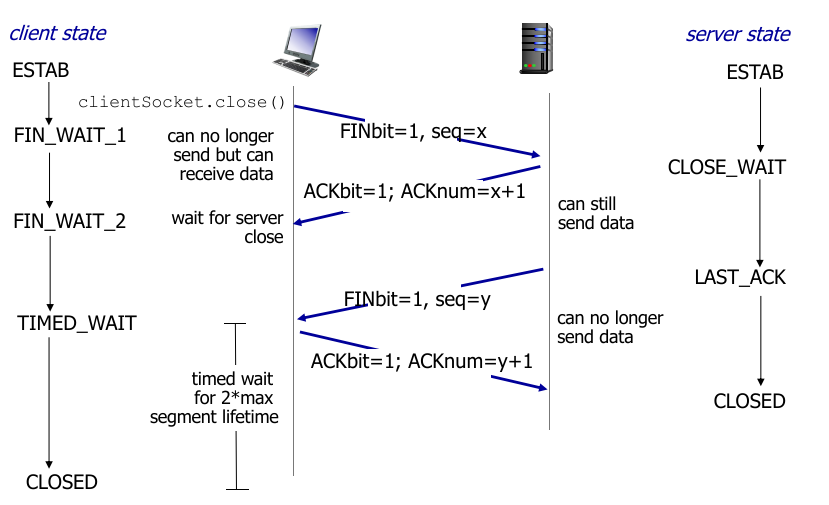 client state
server state
ESTAB
ESTAB
clientSocket.close()
FINbit=1, seq=x
FIN_WAIT_1
can no longer
send but can
receive data
CLOSE_WAIT
ACKbit=1; ACKnum=x+1
FIN_WAIT_2
wait for server
close
can still
send data
LAST_ACK
FINbit=1, seq=y
TIMED_WAIT
can no longer
send data
ACKbit=1; ACKnum=y+1
timed wait
for 2*max
segment lifetime
CLOSED
CLOSED